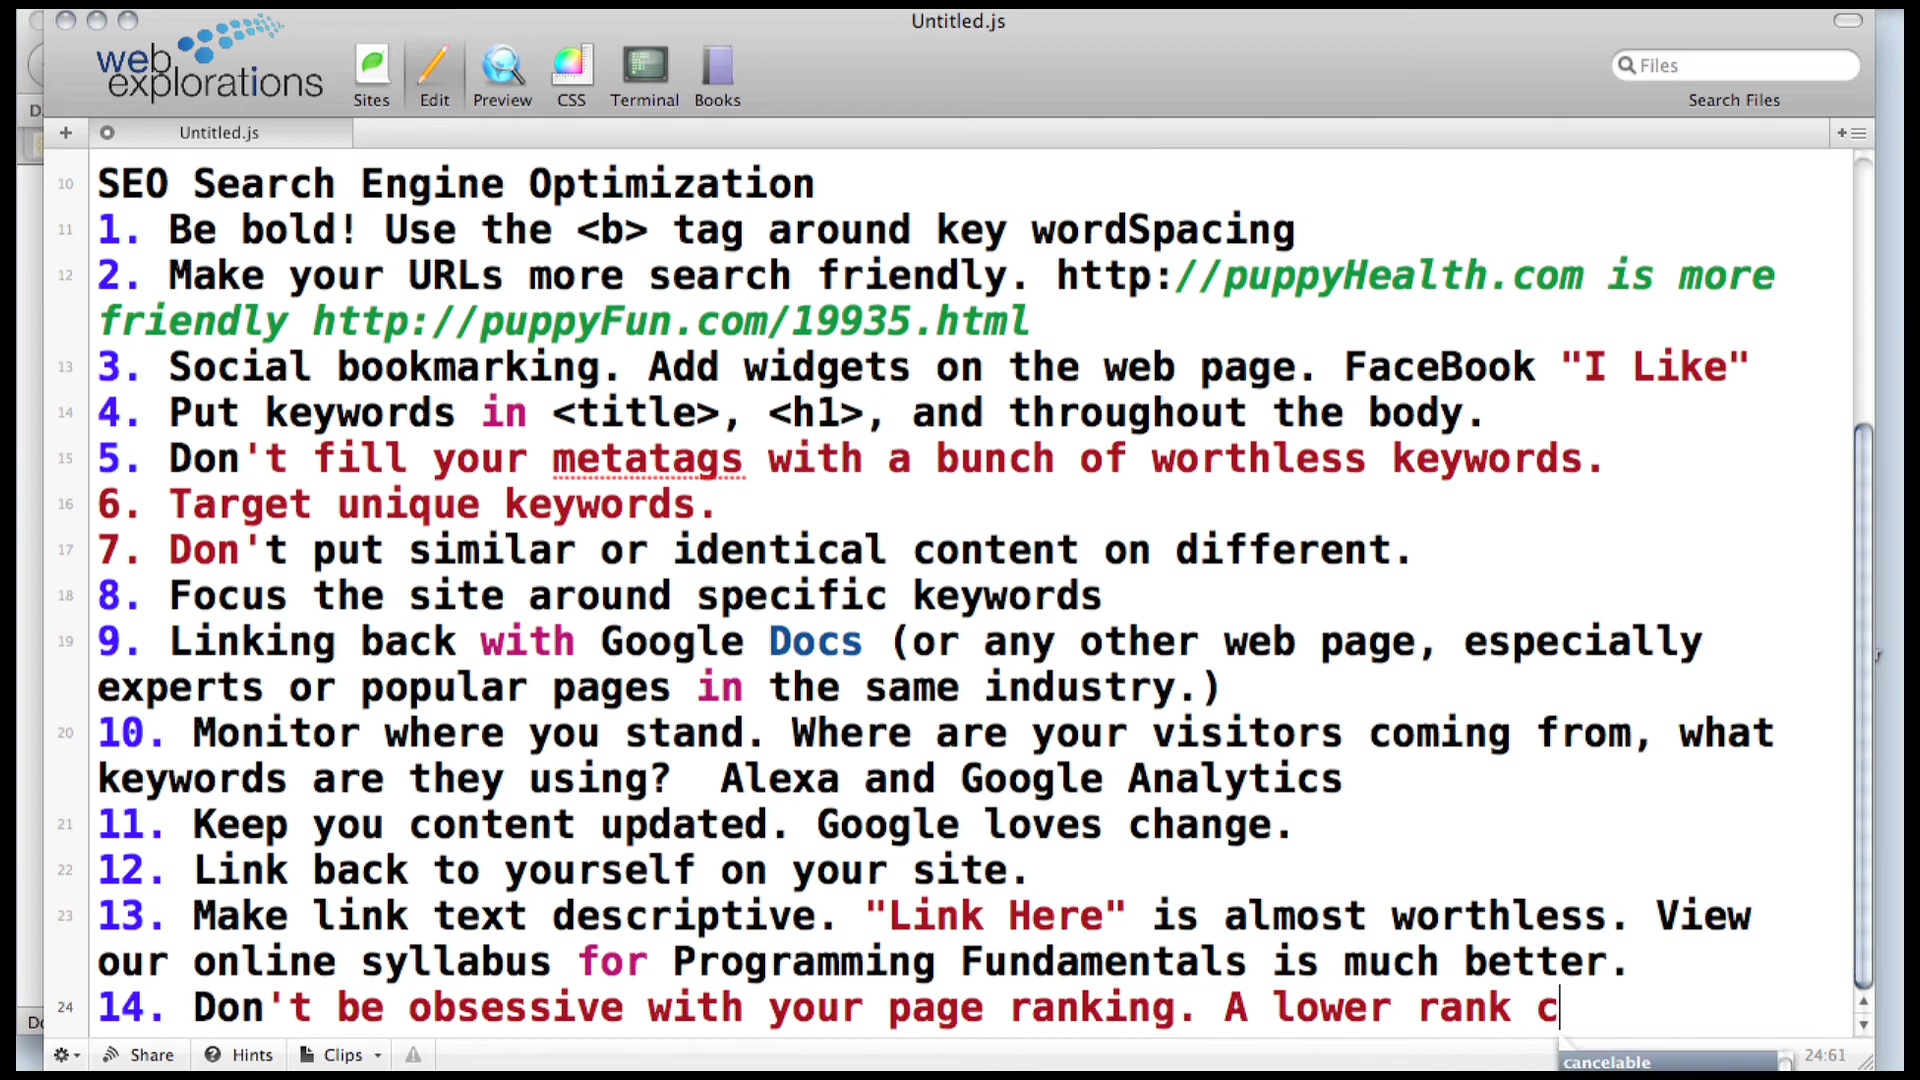 Untitled.js
web
explorations
Sites Edit Preview CSS Terminal Books
Files
Search Files
Untitled.js
10 SEO Search Engine Optimization
11 1. Be bold! Use the <b> tag around key wordSpacing
12 2. Make your URLs more search friendly. http://puppyHealth.com is more
friendly http://puppyFun.com/19935.html
13 3. Social bookmarking. Add widgets on the web page. FaceBook "I Like"
14 4. Put keywords in <title>, <h1>, and throughout the body.
15 5. Don't fill your metatags with a bunch of worthless keywords.
16 6. Target unique keywords.
17 7. Don't put similar or identical content on different.
18 8. Focus the site around specific keywords
19 9. Linking back with Google Docs (or any other web page, especially
experts or popular pages in the same industry.)
20 10. Monitor where you stand. Where are your visitors coming from, what
keywords are they using?  Alexa and Google Analytics
21 11. Keep you content updated. Google loves change.
22 12. Link back to yourself on your site.
23 13. Make link text descriptive. "Link Here" is almost worthless. View
our online syllabus for Programming Fundamentals is much better.
24 14. Don't be obsessive with your page ranking. A lower rank c
Share Hints Clips
cancelable
24:61